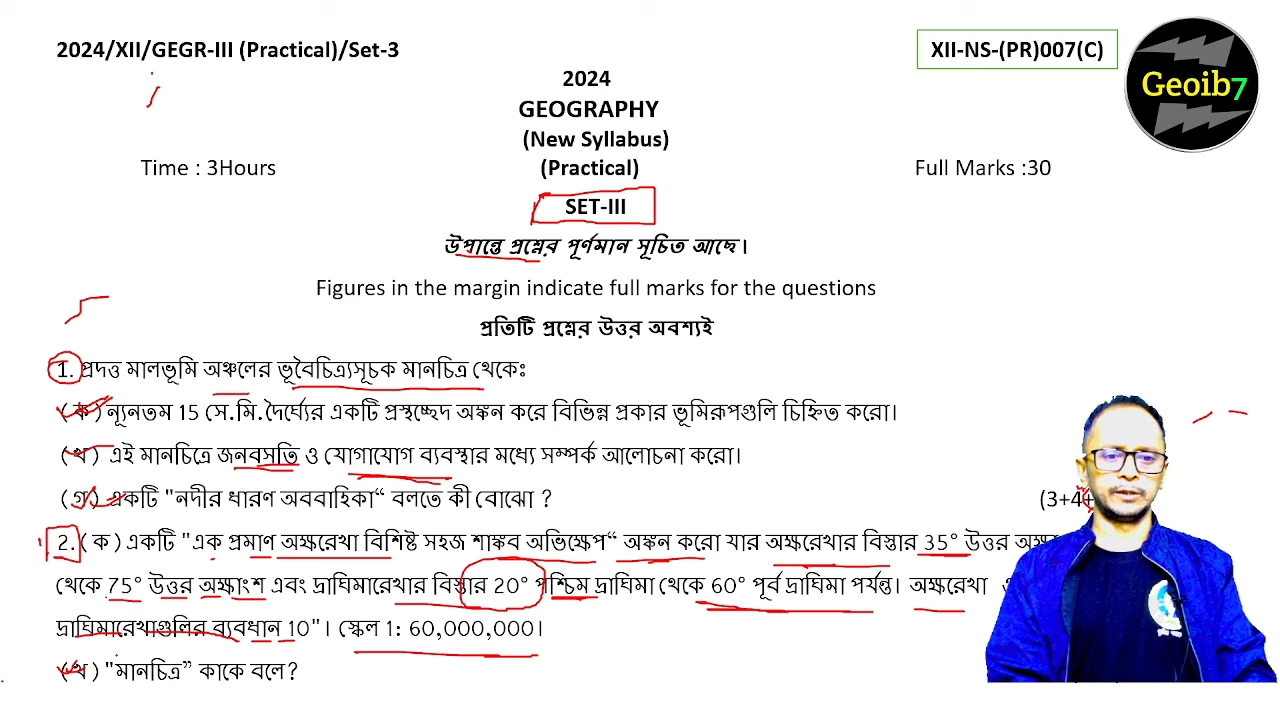 2024/XII/GEGR-III (Practical)/Set-3
XII-NS-(PR)007(C)
Geoib7
2024
GEOGRAPHY
(New Syllabus)
Time : 3Hours
(Practical)
Full Marks :30
SET-III
উপান্তে প্রশ্নের পূর্ণমান সূচিত আছে।
Figures in the margin indicate full marks for the questions
প্রতিটি প্রশ্নের উত্তর অবশ্যই
1. প্রদত্ত মালভূমি অঞ্চলের ভূবৈচিত্র্যসূচক মানচিত্র থেকেঃ
(ক) ন্যূনতম 15 সে.মি.দৈর্ঘ্যের একটি প্রস্থচ্ছেদ অঙ্কন করে বিভিন্ন প্রকার ভূমিরূপগুলি চিহ্নিত করো।
(খ) এই মানচিত্রে জনবসতি ও যোগাযোগ ব্যবস্থার মধ্যে সম্পর্ক আলোচনা করো।
(গ) একটি "নদীর ধারণ অববাহিকা“ বলতে কী বোঝো ?
(3+4+
2.(ক) একটি "এক প্রমাণ অক্ষরেখা বিশিষ্ট সহজ শাঙ্কব অভিক্ষেপ“ অঙ্কন করো যার অক্ষরেখার বিস্তার 35° উত্তর
থেকে 75° উত্তর অক্ষাংশ এবং দ্রাঘিমারেখার বিস্তার 20° পশ্চিম দ্রাঘিমা থেকে 60° পূর্ব দ্রাঘিমা পর্যন্ত। অক্ষরেখা
দ্রাঘিমারেখাগুলির ব্যবধান 10"। স্কেল 1: 60,000,000।
(খ) "মানচিত্র” কাকে বলে?
(4+